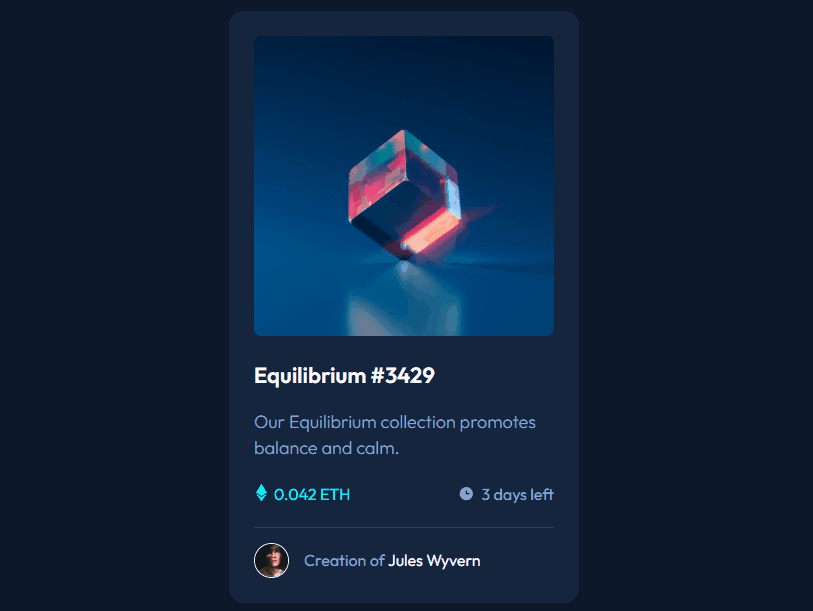 Equilibrium #3429
Our Equilibrium collection promotes
balance and calm.
0.042 ETH
3 days left
Creation of Jules Wyvern